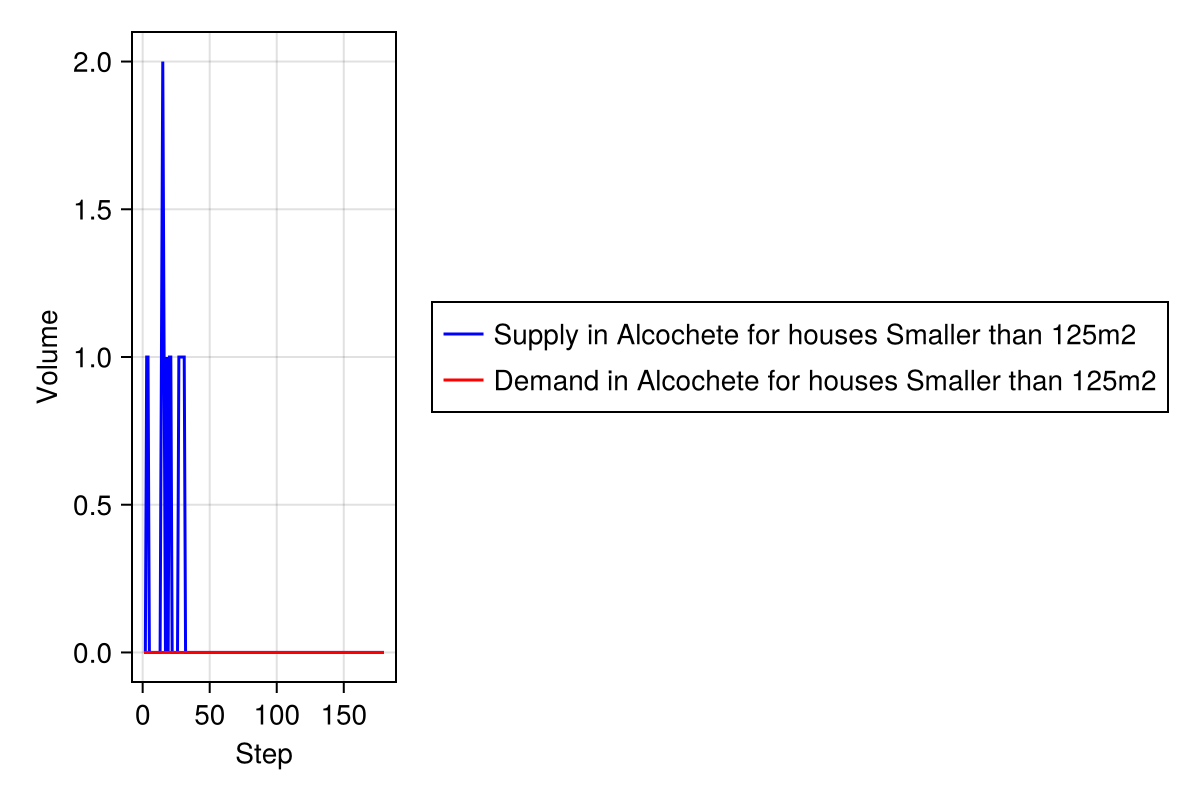 2.0
1.5
1.0
0.5
0.0
Volume
0 50 100 150
Step
Supply in Alcochete for houses Smaller than 125m2
Demand in Alcochete for houses Smaller than 125m2